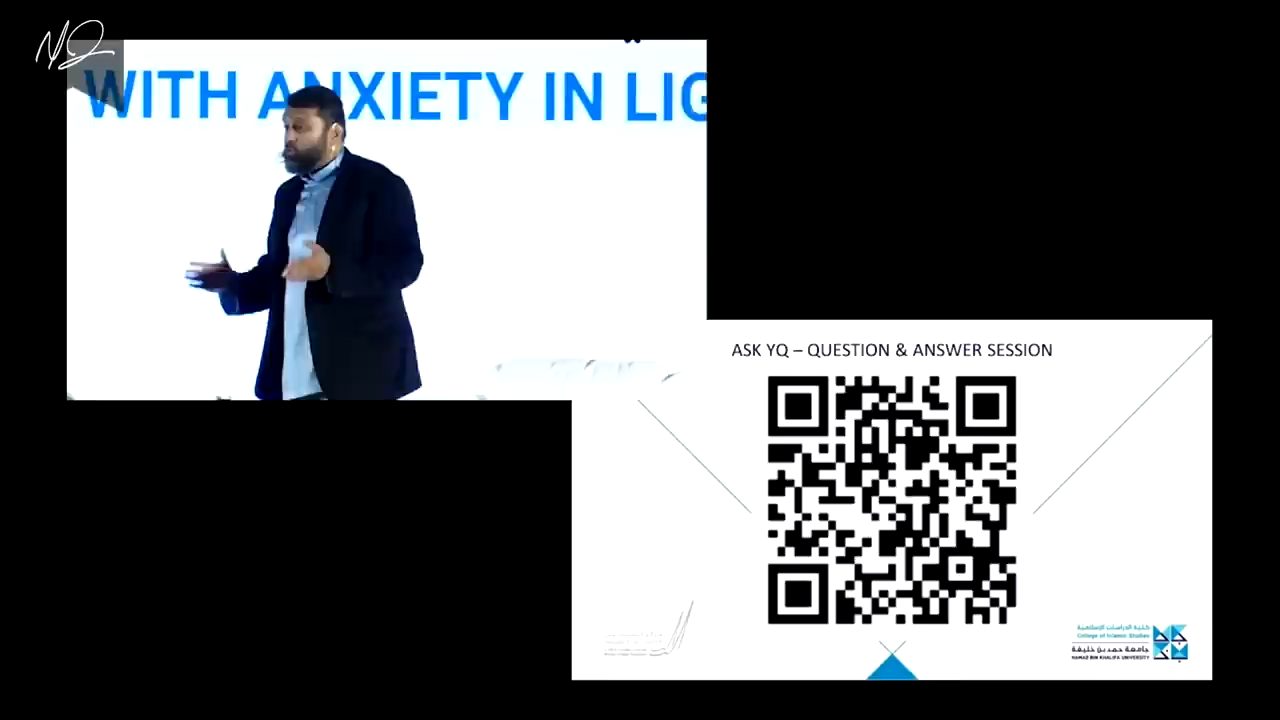 WITH ANXIETY IN LIG
ASK YQ – QUESTION & ANSWER SESSION
كلية الدراسات الإسلامية
College of Islamic Studies
جامعة حمد بن خليفة
HAMAD BIN KHALIFA UNIVERSITY